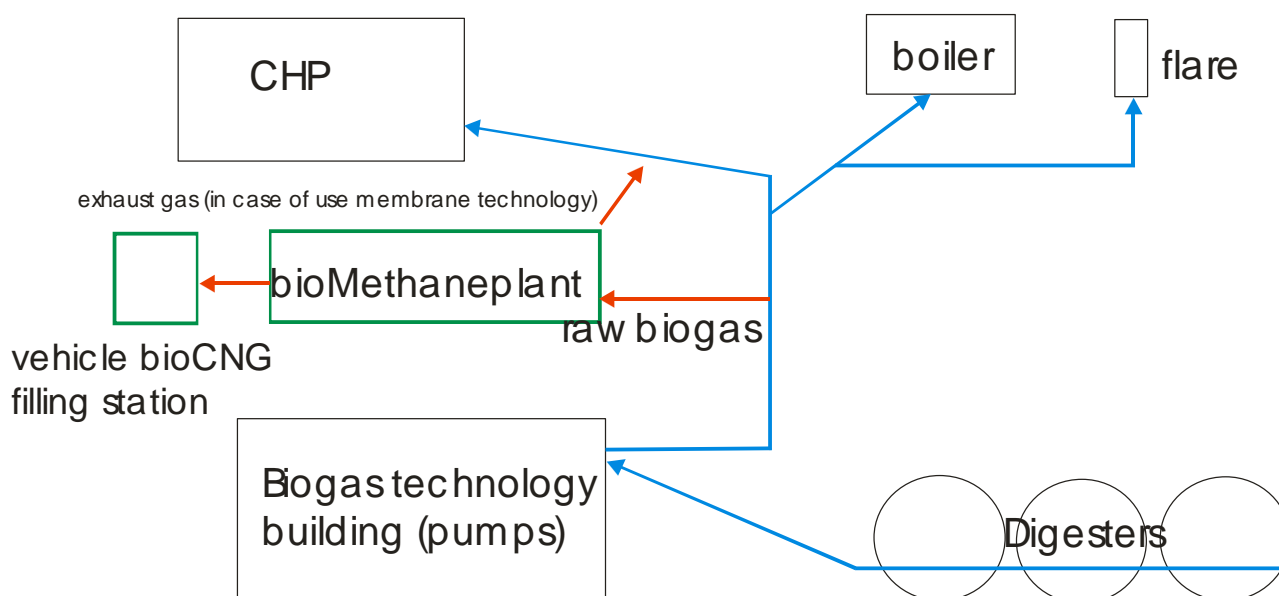 CHP
boiler
flare
exhaust gas (in case of use membrane technology)
bioMethaneplant
raw biogas
vehicle bioCNG
filling station
Biogas technology
building (pumps)
Digesters